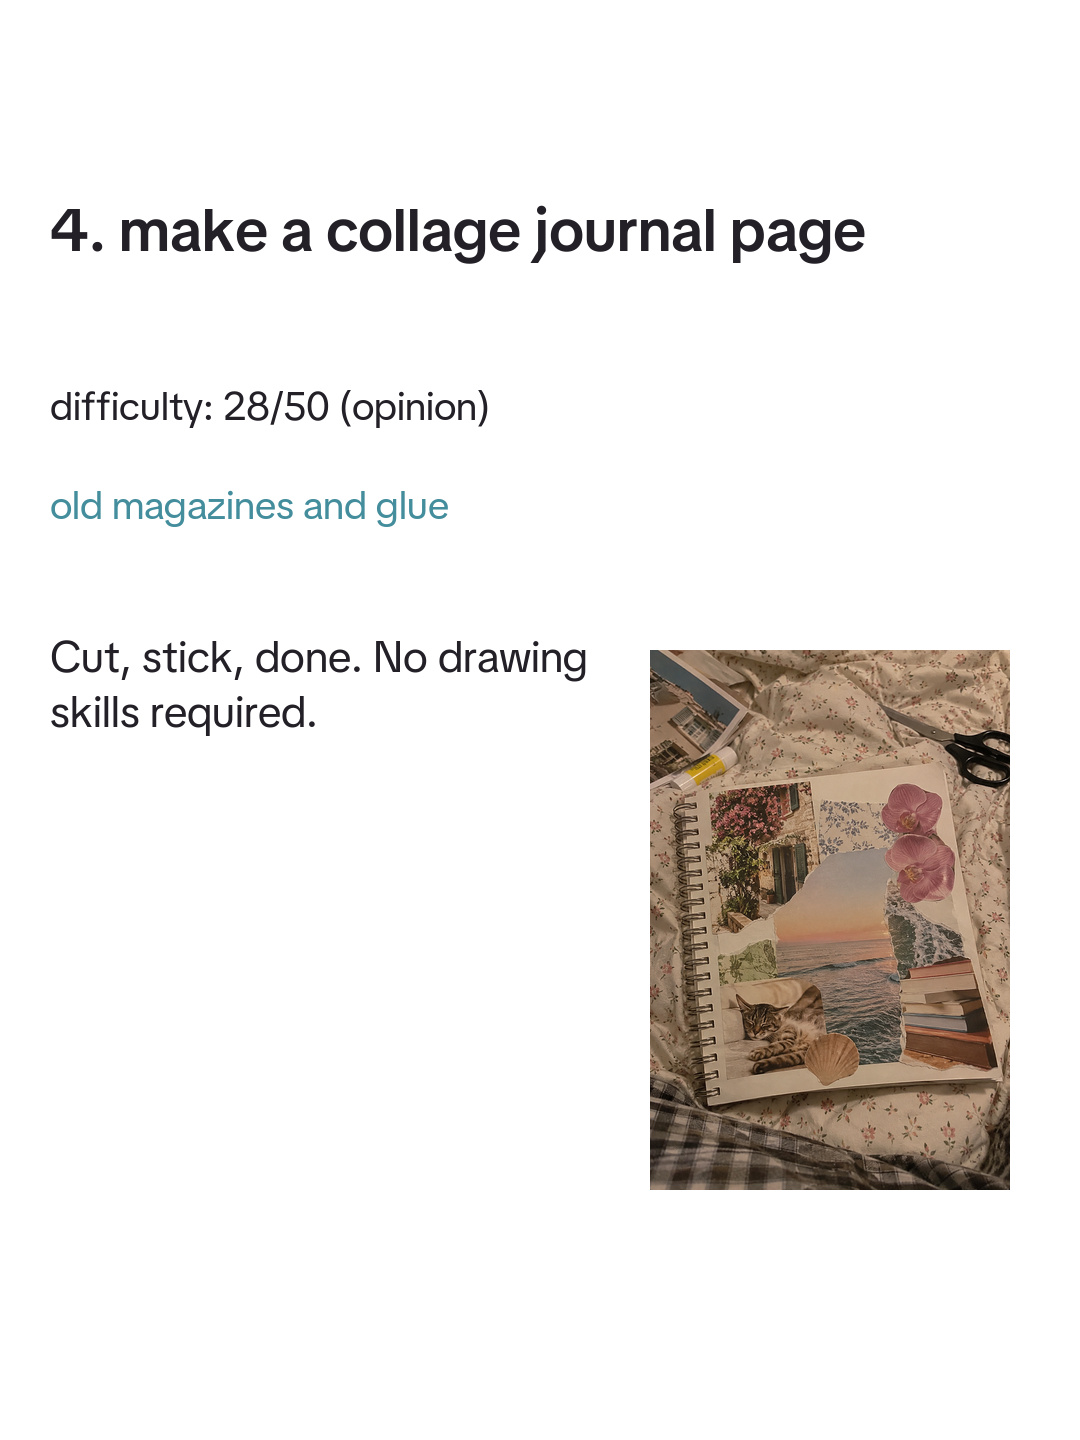 4. make a collage journal page
difficulty: 28/50 (opinion)
old magazines and glue
Cut, stick, done. No drawing
skills required.